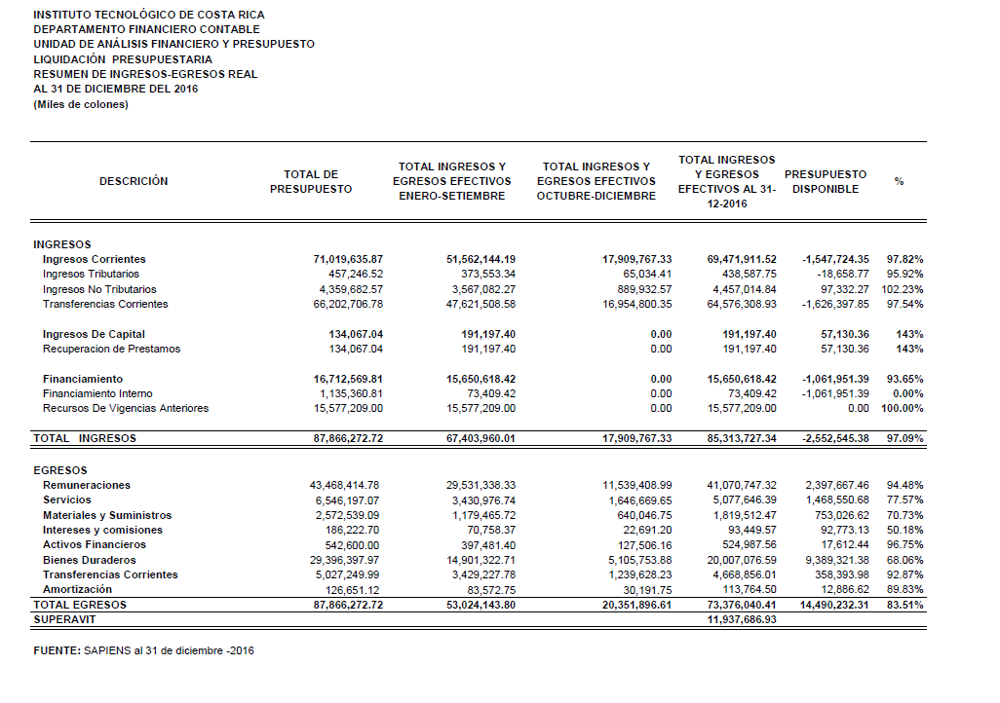 INSTITUTO TECNOLÓGICO DE COSTA RICA
DEPARTAMENTO FINANCIERO CONTABLE
UNIDAD DE ANÁLISIS FINANCIERO Y PRESUPUESTO
LIQUIDACIÓN PRESUPUESTARIA
RESUMEN DE INGRESOS-EGRESOS REAL
AL 31 DE DICIEMBRE DEL 2016
(Miles de colones)
DESCRICIÓN
TOTAL DE
PRESUPUESTO
TOTAL INGRESOS Y
EGRESOS EFECTIVOS
ENERO-SETIEMBRE
TOTAL INGRESOS Y
EGRESOS EFECTIVOS
OCTUBRE-DICIEMBRE
TOTAL INGRESOS
Y EGRESOS
EFECTIVOS AL 31-
12-2016
PRESUPUESTO
DISPONIBLE
%
INGRESOS
Ingresos Corrientes 71,019,635.87 51,562,144.19 17,909,767.33 69,471,911.52 -1,547,724.35 97.82%
Ingresos Tributarios 457,246.52 373,553.34 65,034.41 438,587.75 -18,658.77 95.92%
Ingresos No Tributarios 4,359,682.57 3,567,082.27 889,932.57 4,457,014.84 97,332.27 102.23%
Transferencias Corrientes 66,202,706.78 47,621,508.58 16,954,800.35 64,576,308.93 -1,626,397.85 97.54%
Ingresos De Capital 134,067.04 191,197.40 0.00 191,197.40 57,130.36 143%
Recuperacion de Prestamos 134,067.04 191,197.40 0.00 191,197.40 57,130.36 143%
Financiamiento 16,712,569.81 15,650,618.42 0.00 15,650,618.42 -1,061,951.39 93.65%
Financiamiento Interno 1,135,360.81 73,409.42 0.00 73,409.42 -1,061,951.39 0.00%
Recursos De Vigencias Anteriores 15,577,209.00 15,577,209.00 0.00 15,577,209.00 0.00 100.00%
TOTAL INGRESOS 87,866,272.72 67,403,960.01 17,909,767.33 85,313,727.34 -2,552,545.38 97.09%
EGRESOS
Remuneraciones 43,468,414.78 29,531,338.33 11,539,408.99 41,070,747.32 2,397,667.46 94.48%
Servicios 6,546,197.07 3,430,976.74 1,646,669.65 5,077,646.39 1,468,550.68 77.57%
Materiales y Suministros 2,572,539.09 1,179,465.72 640,046.75 1,819,512.47 753,026.62 70.73%
Intereses y comisiones 186,222.70 70,758.37 22,691.20 93,449.57 92,773.13 50.18%
Activos Financieros 542,600.00 397,481.40 127,506.16 524,987.56 17,612.44 96.75%
Bienes Duraderos 29,396,397.97 14,901,322.71 5,105,753.88 20,007,076.59 9,389,321.38 68.06%
Transferencias Corrientes 5,027,249.99 3,429,227.78 1,239,628.23 4,668,856.01 358,393.98 92.87%
Amortización 126,651.12 83,572.75 30,191.75 113,764.50 12,886.62 89.83%
TOTAL EGRESOS 87,866,272.72 53,024,143.80 20,351,896.61 73,376,040.41 14,490,232.31 83.51%
SUPERAVIT 11,937,686.93
FUENTE: SAPIENS al 31 de diciembre -2016